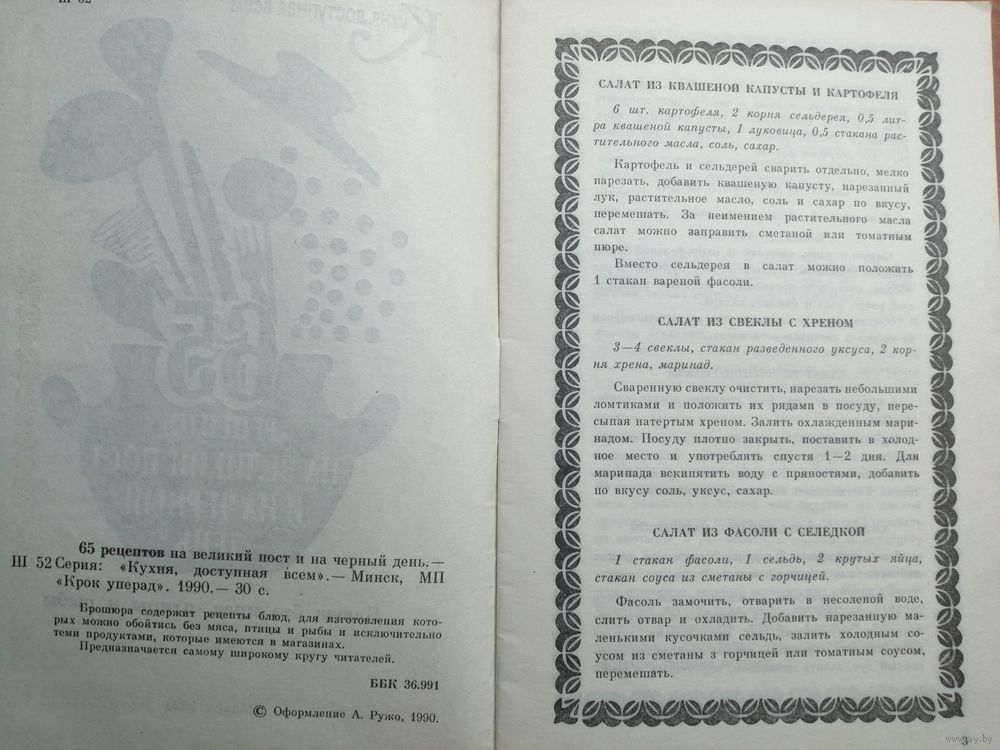 Ш 52
Кухня, доступная всем
65 рецептов на великий пост и на черный день.—
Ш 52 Серия: «Кухня, доступная всем».— Минск, МП
«Крок уперад». 1990.— 30 с.
Брошюра содержит рецепты блюд, для изготовления кото-
рых можно обойтись без мяса, птицы и рыбы и исключительно
теми продуктами, которые имеются в магазинах.
Предназначается самому широкому кругу читателей.
ББК 36.991
© Оформление А. Ружо, 1990.
САЛАТ ИЗ КВАШЕНОЙ КАПУСТЫ И КАРТОФЕЛЯ
6 шт. картофеля, 2 корня сельдерея, 0,5 лит-
ра квашеной капусты, 1 луковица, 0,5 стакана рас-
тительного масла, соль, сахар.
Картофель и сельдерей сварить отдельно, мелко
нарезать, добавить квашеную капусту, нарезанный
лук, растительное масло, соль и сахар по вкусу,
перемешать. За неимением растительного масла
салат можно заправить сметаной или томатным
пюре.
Вместо сельдерея в салат можно положить
1 стакан вареной фасоли.
САЛАТ ИЗ СВЕКЛЫ С ХРЕНОМ
3—4 свеклы, стакан разведенного уксуса, 2 кор-
ня хрена, маринад.
Сваренную свеклу очистить, нарезать небольшими
ломтиками и положить их рядами в посуду, пере-
сыпая натертым хреном. Залить охлажденным мари-
надом. Посуду плотно закрыть, поставить в холод-
ное место и употреблять спустя 1—2 дня. Для
маринада вскипятить воду с пряностями, добавить
по вкусу соль, уксус, сахар.
САЛАТ ИЗ ФАСОЛИ С СЕЛЕДКОЙ
1 стакан фасоли, 1 сельдь, 2 крутых яйца,
стакан соуса из сметаны с горчицей.
Фасоль замочить, отварить в несоленой воде,
слить отвар и охладить. Добавить нарезанную ма-
ленькими кусочками сельдь, залить холодным со-
усом из сметаны з горчицей или томатным соусом,
перемешать.
3
www.ay.by